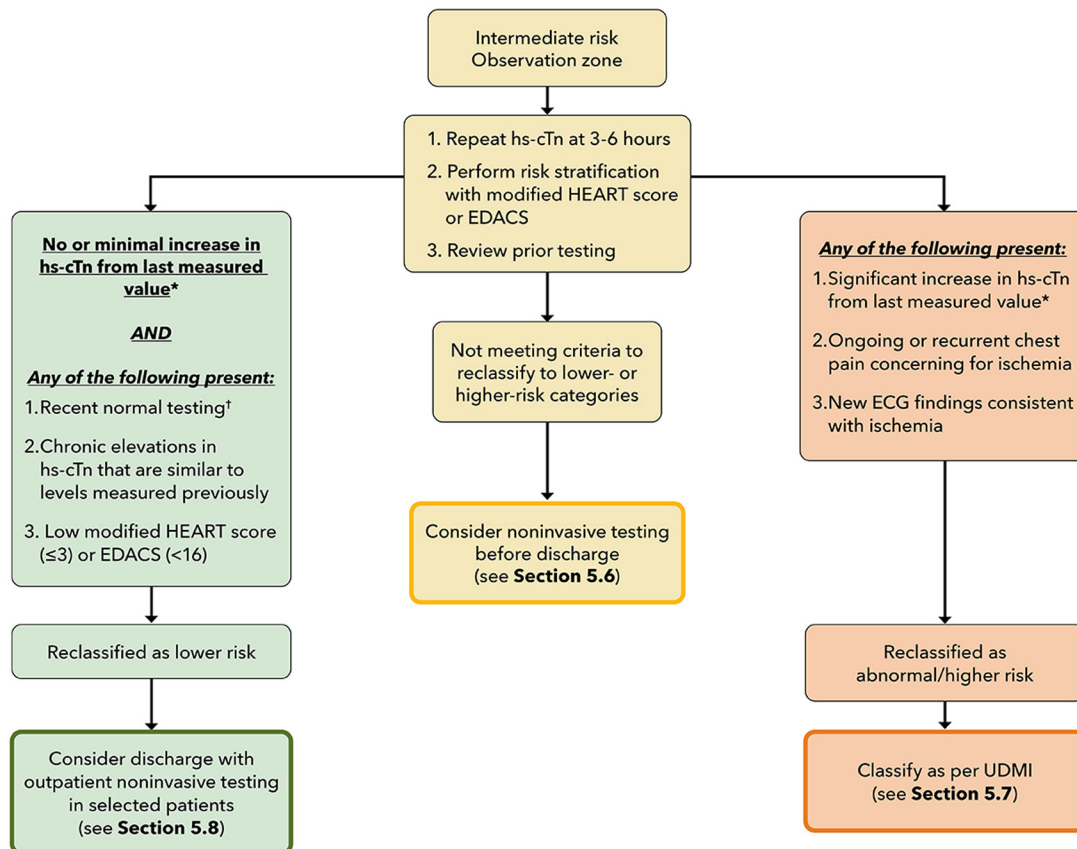 Intermediate risk
Observation zone
1. Repeat hs-cTn at 3-6 hours
2. Perform risk stratification
with modified HEART score
or EDACS
3. Review prior testing
No or minimal increase in
hs-cTn from last measured
value*
AND
Any of the following present:
1.Recent normal testing†
2.Chronic elevations in
hs-cTn that are similar to
levels measured previously
3. Low modified HEART score
(≤3) or EDACS (<16)
Reclassified as lower risk
Consider discharge with
outpatient noninvasive testing
in selected patients
(see Section 5.8)
Not meeting criteria to
reclassify to lower- or
higher-risk categories
Consider noninvasive testing
before discharge
(see Section 5.6)
Any of the following present:
1.Significant increase in hs-cTn
from last measured value*
2.Ongoing or recurrent chest
pain concerning for ischemia
3.New ECG findings consistent
with ischemia
Reclassified as
abnormal/higher risk
Classify as per UDMI
(see Section 5.7)